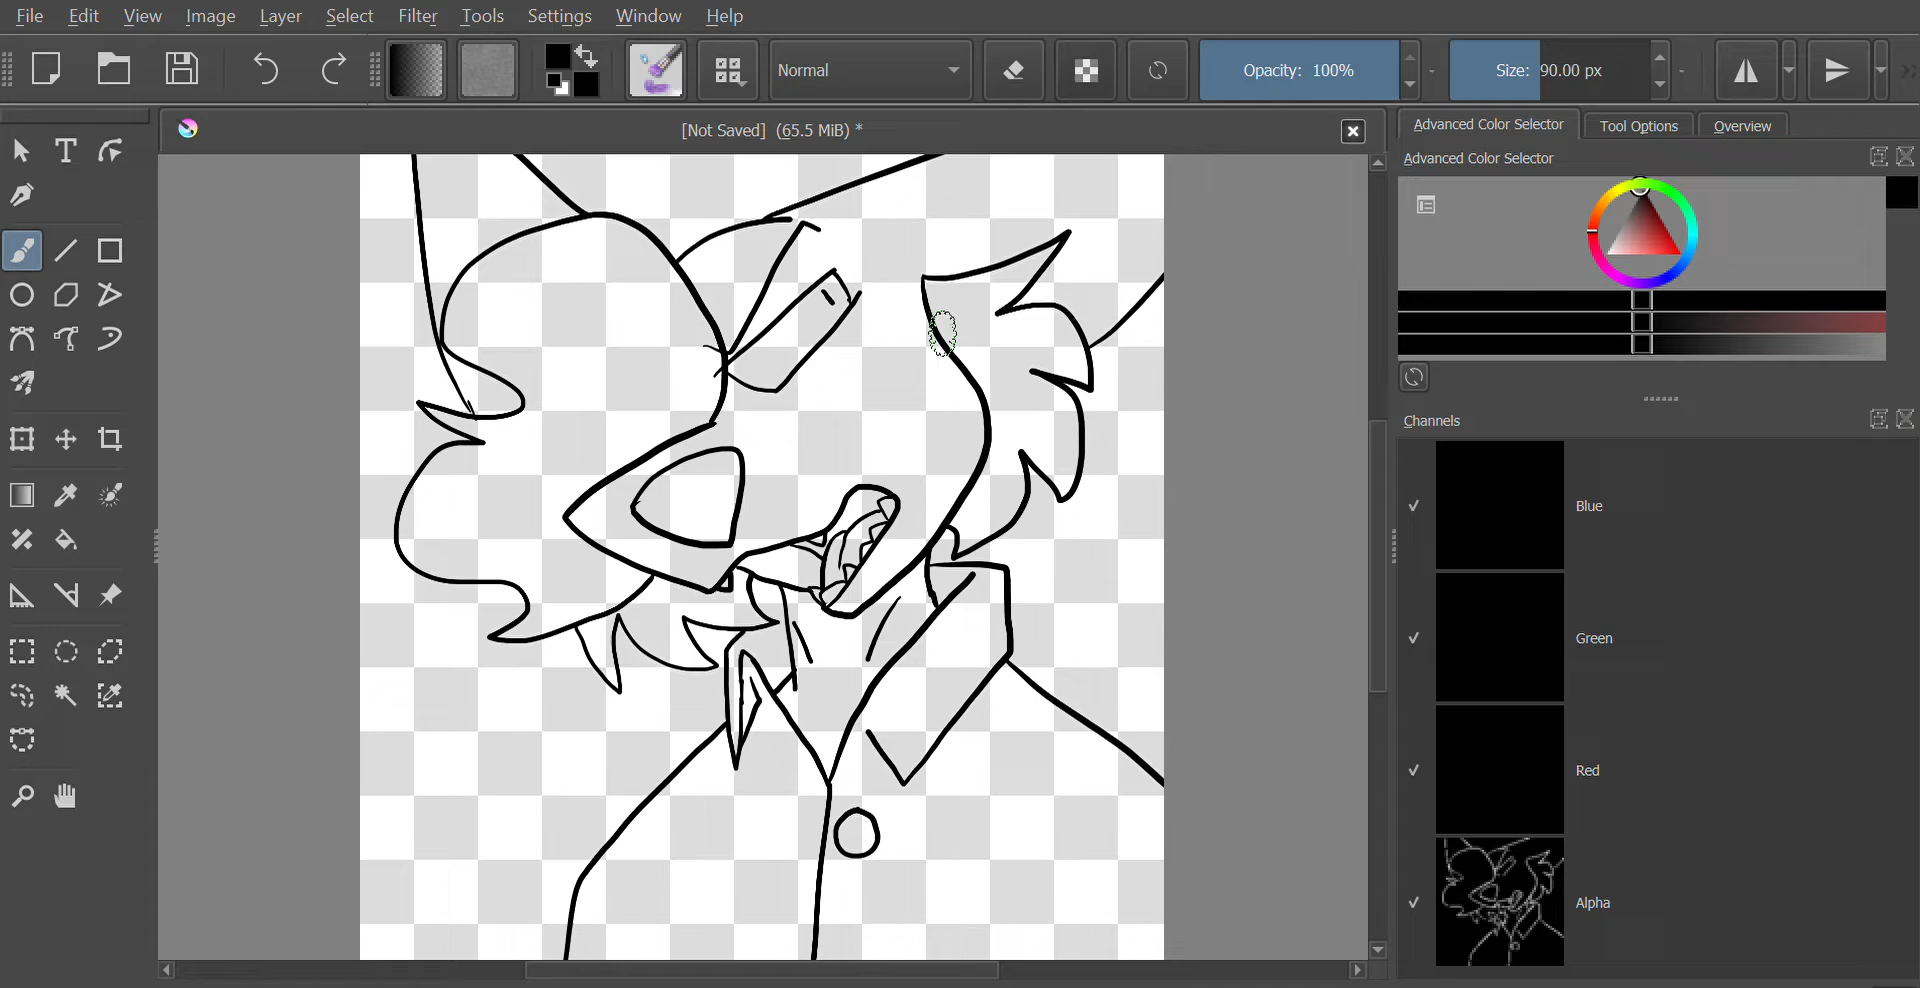 File Edit View Image Layer Select Filter Tools Settings Window Help
Normal Opacity: 100% Size: 90.00 px
[Not Saved] (65.5 MiB) *
Advanced Color Selector Tool Options Overview
Advanced Color Selector
Channels
Blue
Green
Red
Alpha